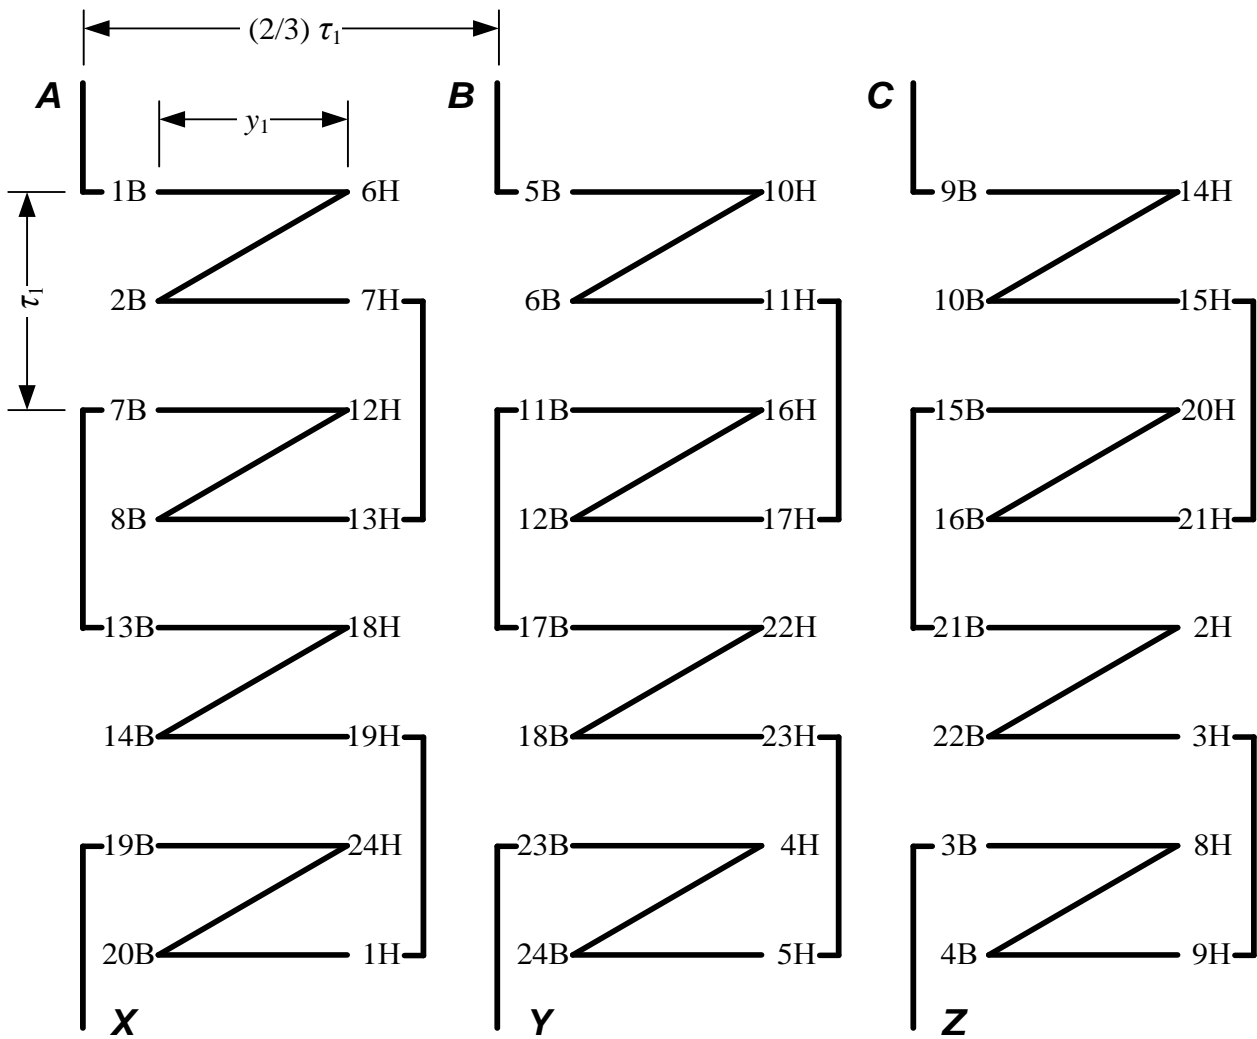 (2/3) τ₁
A B C
y₁
1B 6H 5B 10H 9B 14H
τ₁
2B 7H 6B 11H 10B 15H
7B 12H 11B 16H 15B 20H
8B 13H 12B 17H 16B 21H
13B 18H 17B 22H 21B 2H
14B 19H 18B 23H 22B 3H
19B 24H 23B 4H 3B 8H
20B 1H 24B 5H 4B 9H
X Y Z